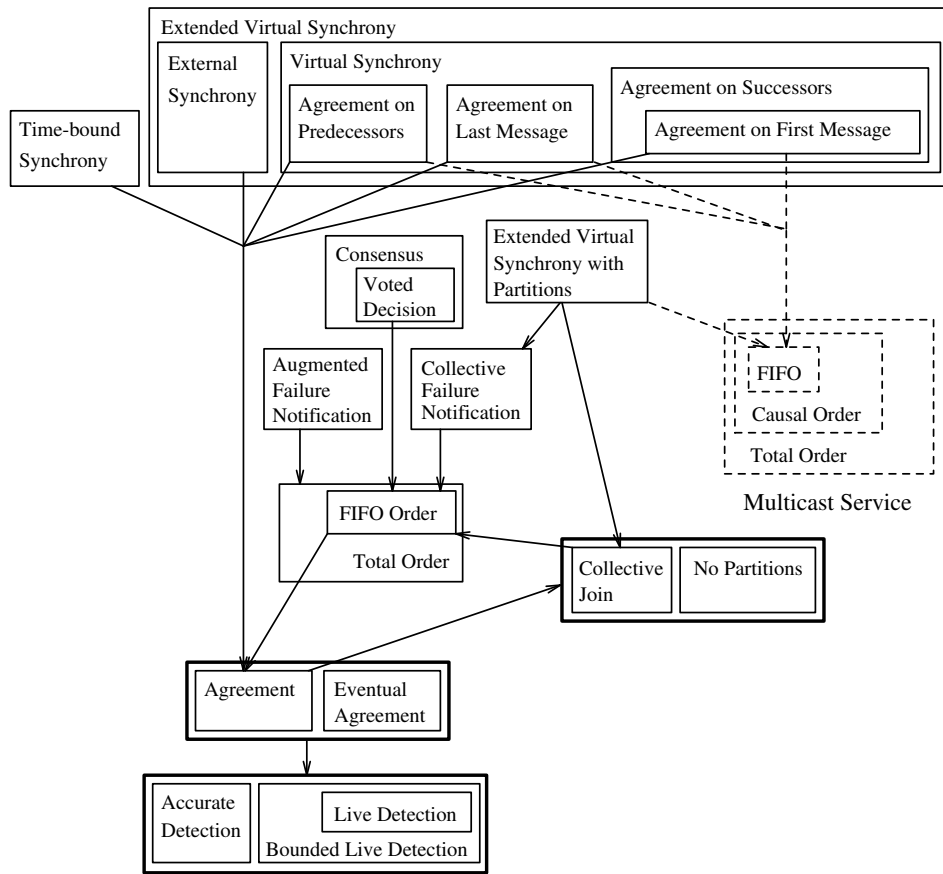 Extended Virtual Synchrony
External
Synchrony
Virtual Synchrony
Agreement on
Predecessors
Agreement on
Last Message
Agreement on Successors
Agreement on First Message
Time-bound
Synchrony
Consensus
Voted
Decision
Extended Virtual
Synchrony with
Partitions
Augmented
Failure
Notification
Collective
Failure
Notification
FIFO
Causal Order
Total Order
Multicast Service
FIFO Order
Total Order
Collective
Join
No Partitions
Agreement
Eventual
Agreement
Accurate
Detection
Live Detection
Bounded Live Detection